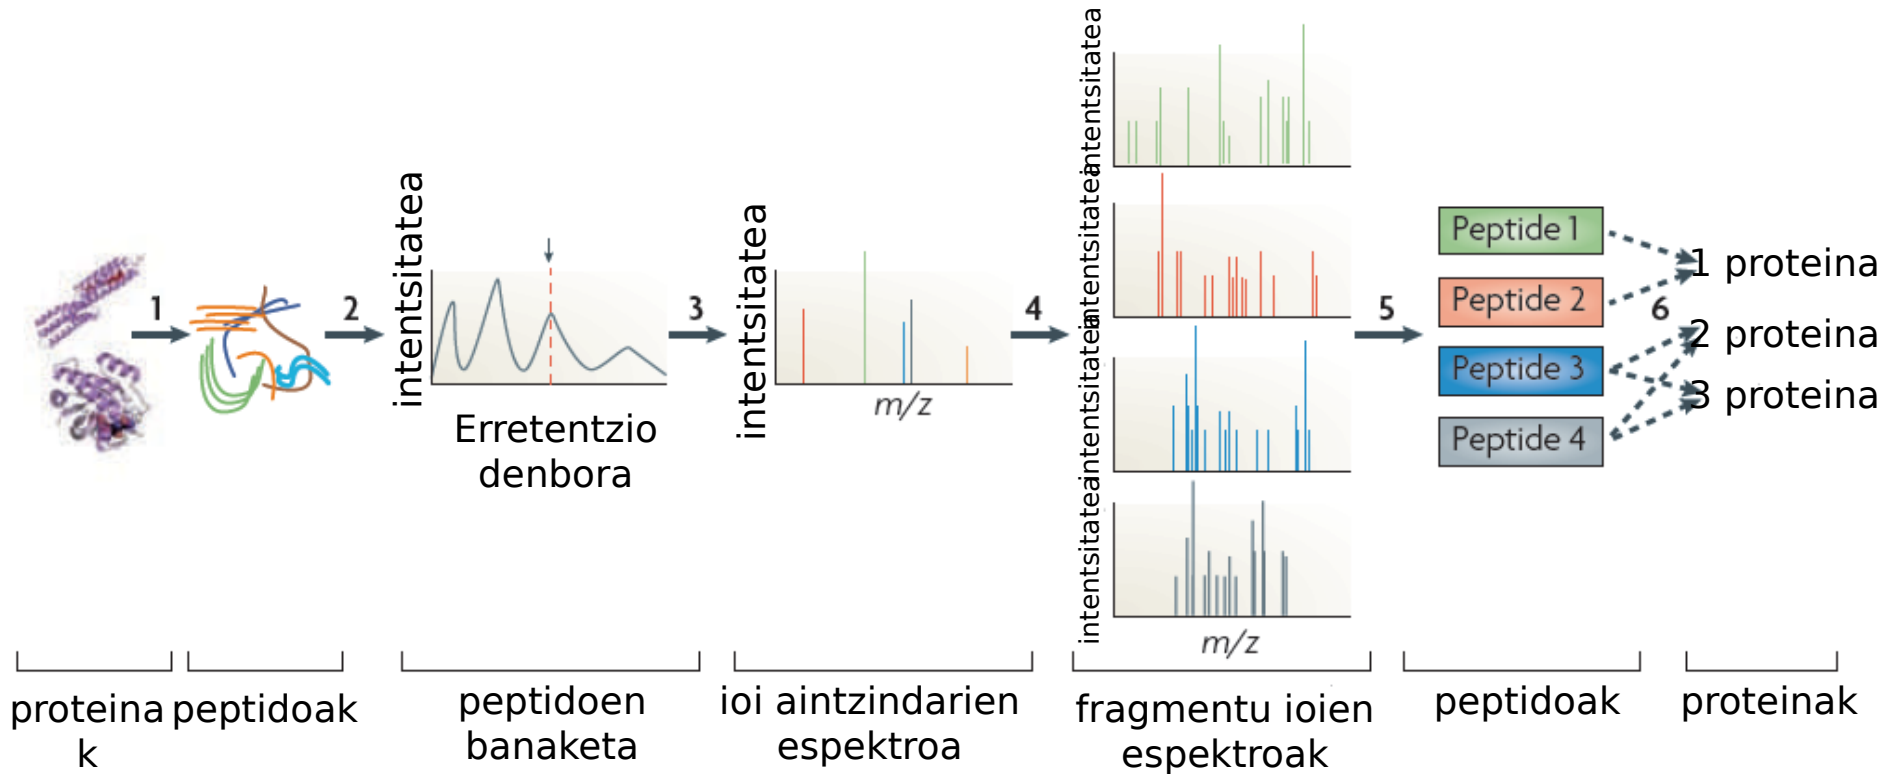 1
2
intentsitatea
Erretentzio
denbora
3
intentsitatea
m/z
4
intentsitatea
intentsitatea
intentsitatea
intentsitatea
m/z
5
Peptide 1
Peptide 2
Peptide 3
Peptide 4
6
1 proteina
2 proteina
3 proteina
proteina
k
peptidoak
peptidoen
banaketa
ioi aintzindarien
espektroa
fragmentu ioien
espektroak
peptidoak
proteinak